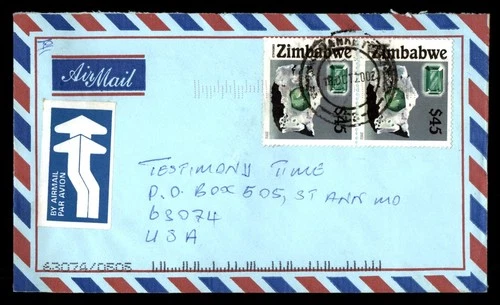 Zimbabwe
Zimbabwe
$45
$45
Air Mail
BY AIRMAIL
PAR AVION
TESTIMONY TIME
P.O. BOX 505, ST ANN MO
63074
USA
63074/0505